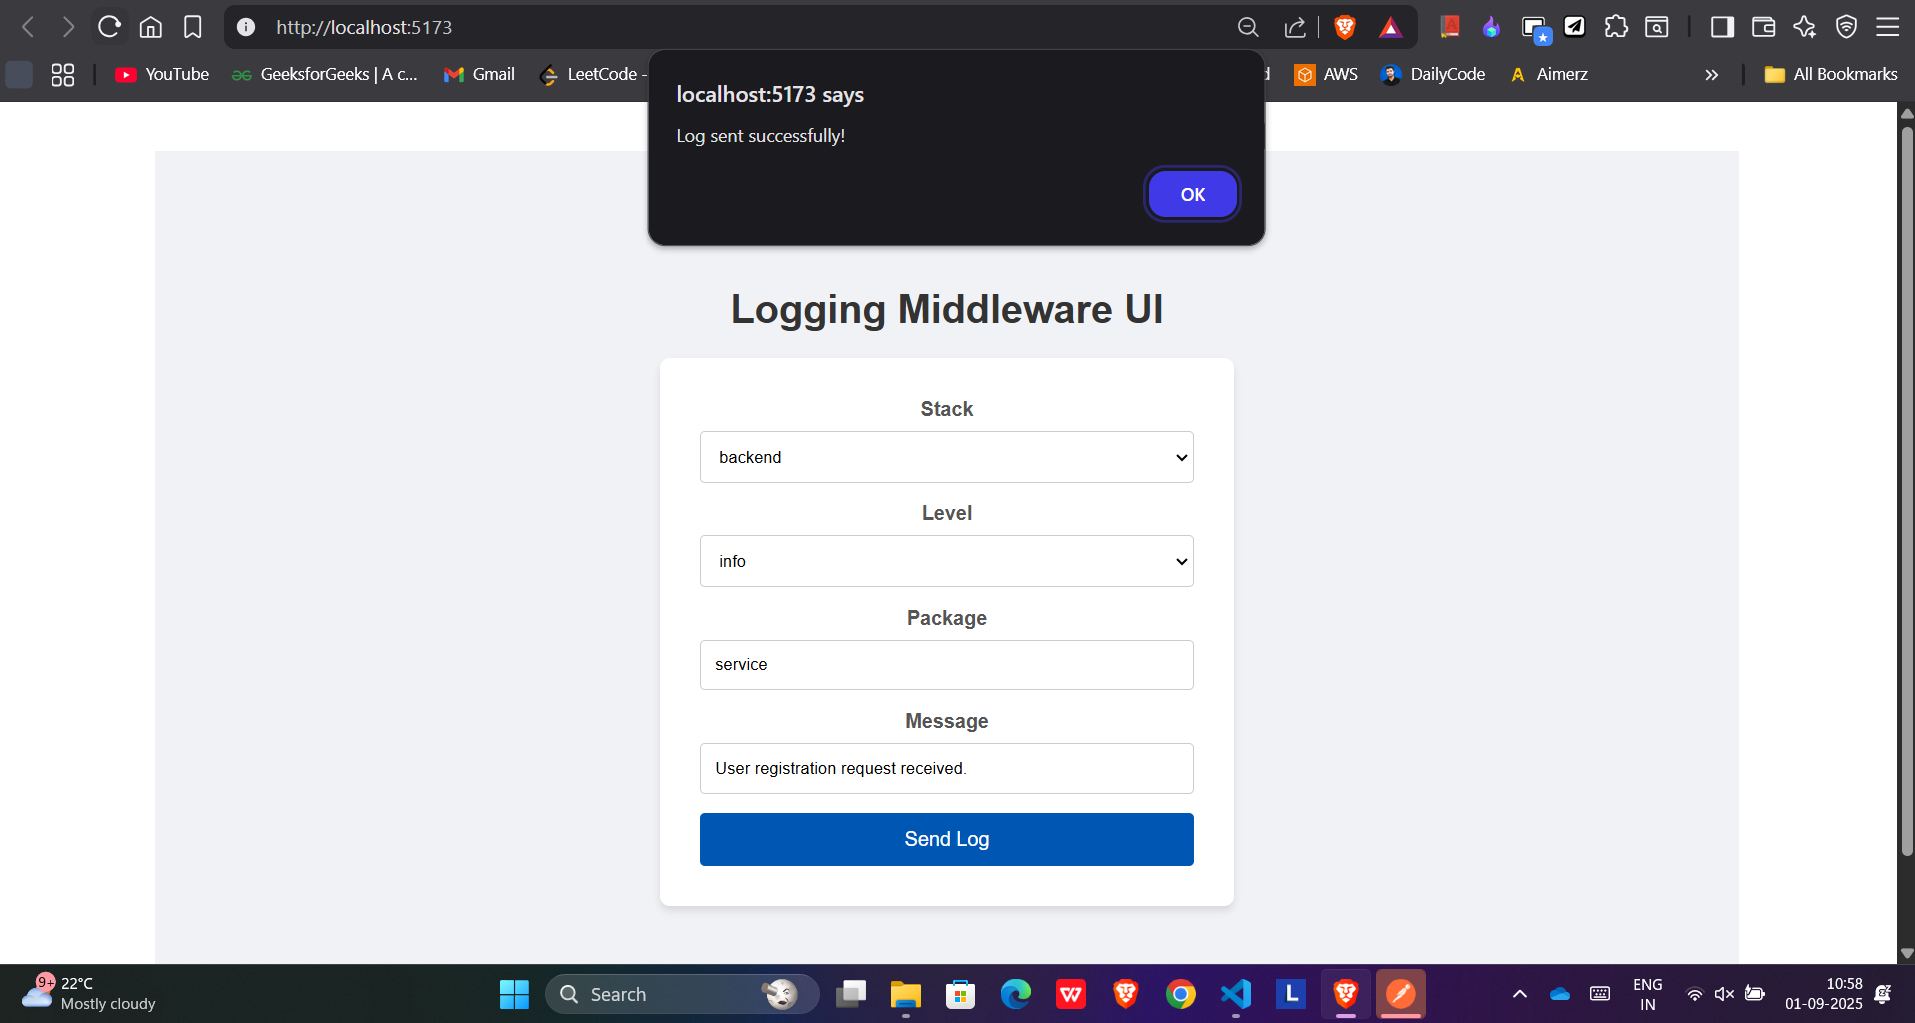 http://localhost:5173
YouTube
GeeksforGeeks | A c...
Gmail
LeetCode -
d
AWS
DailyCode
Aimerz
All Bookmarks
localhost:5173 says
Log sent successfully!
OK
Logging Middleware UI
Stack
backend
Level
info
Package
service
Message
User registration request received.
Send Log
9+
22°C
Mostly cloudy
Search
ENG
IN
10:58
01-09-2025